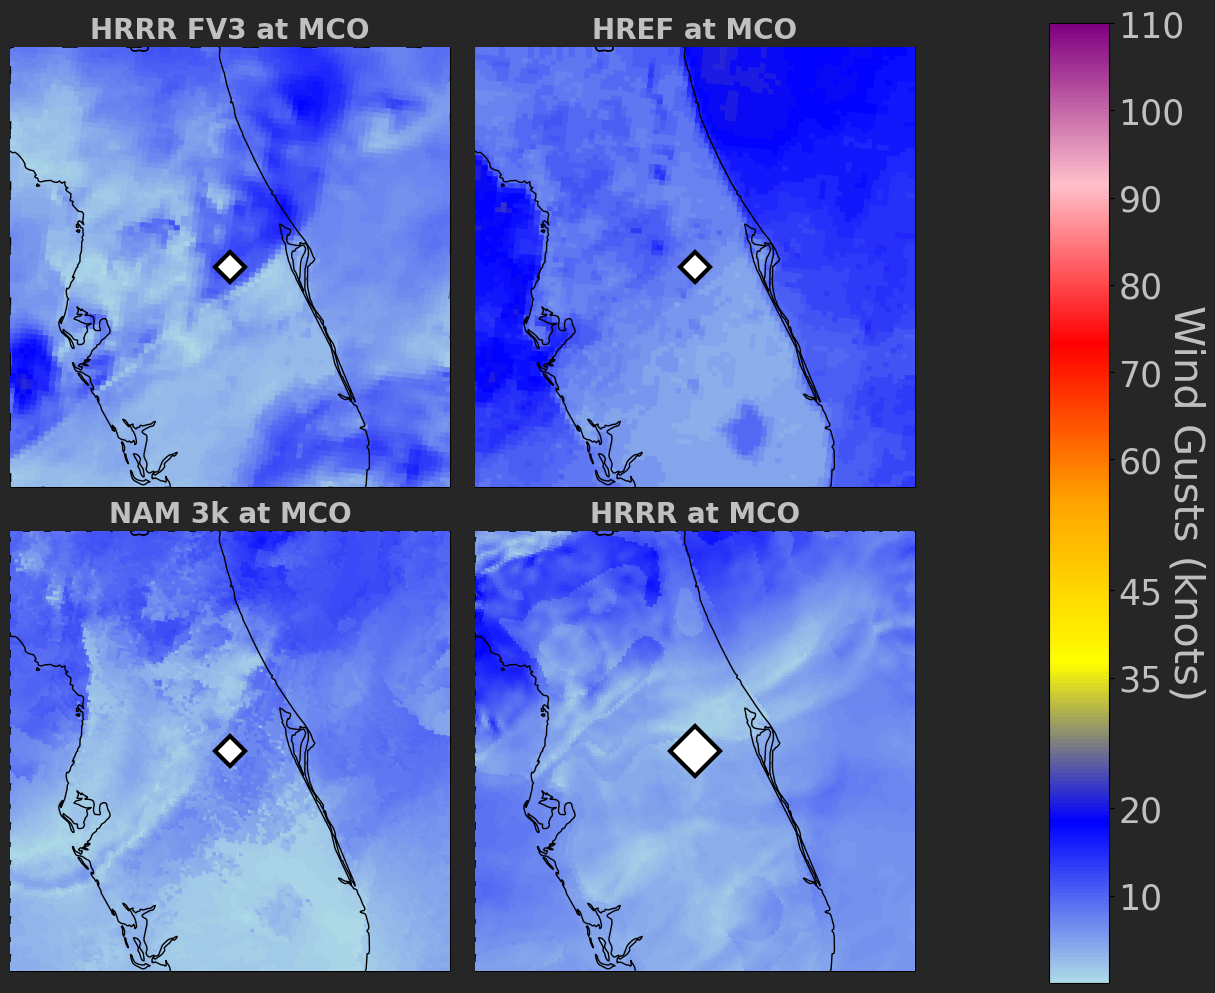 HRRR FV3 at MCO
HREF at MCO
NAM 3k at MCO
HRRR at MCO
110
100
90
80
70
60
45
35
20
10
Wind Gusts (knots)